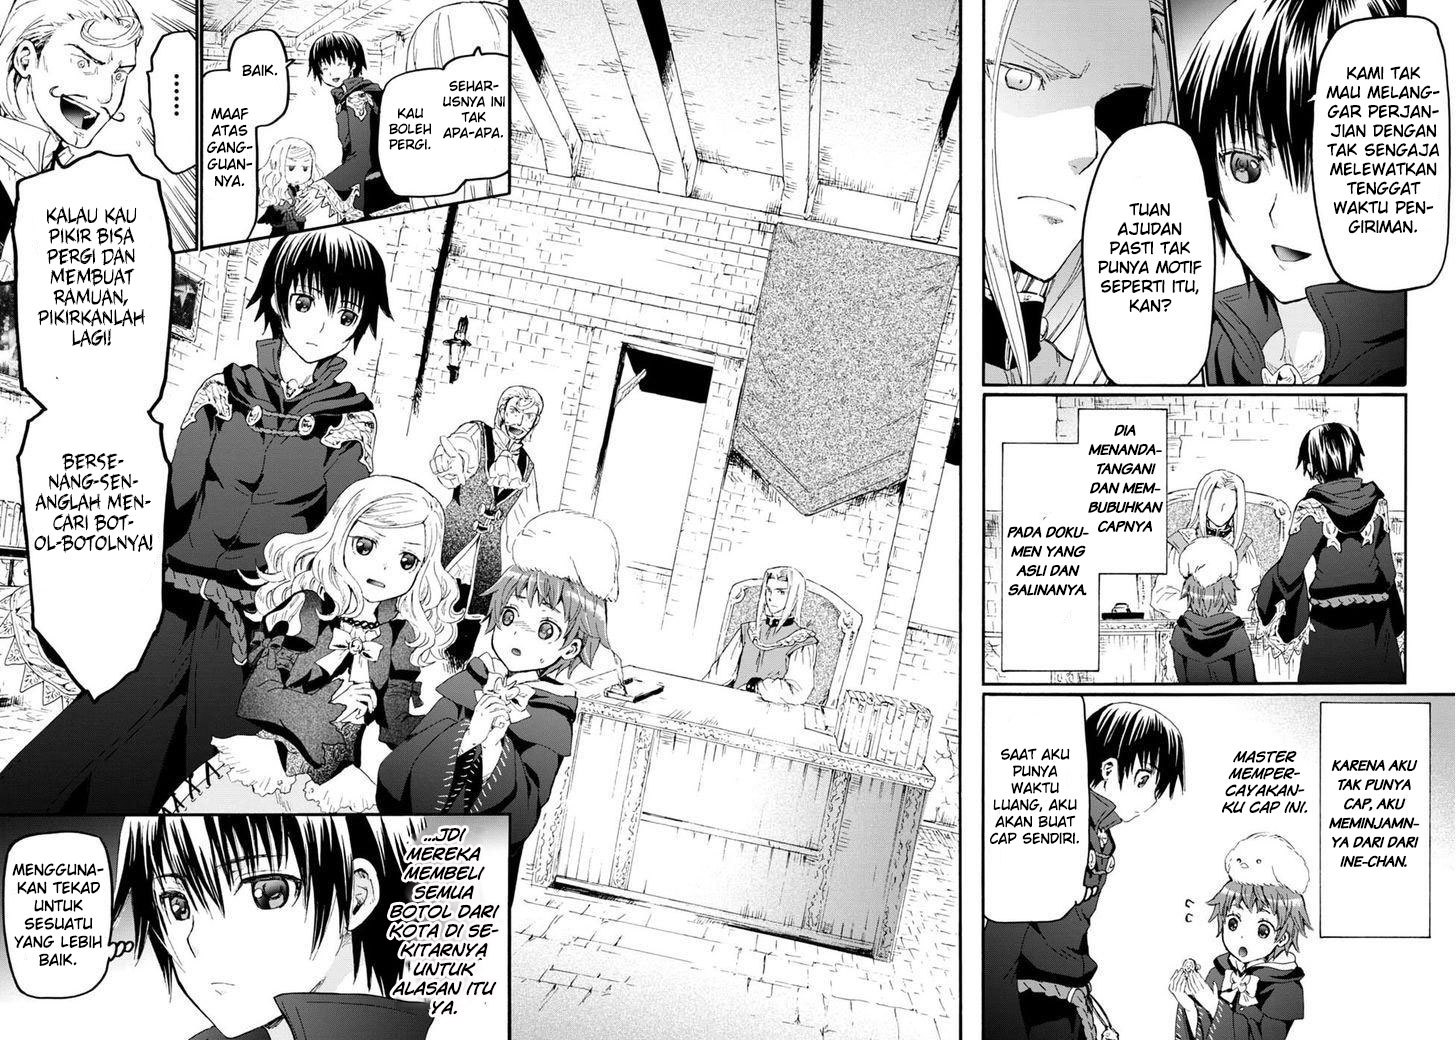 KAMI TAK
MAU MELANG-
GAR PERJAN-
JIAN DENGAN
TAK SENGAJA
MELEWATKAN
TENGGAT
WAKTU PEN-
GIRIMAN.
TUAN
AJUDAN
PASTI TAK
PUNYA MOTIF
SEPERTI ITU,
KAN?
DIA
MENANDA-
TANGANI
DAN MEM-
BUBUHKAN
CAPNYA
PADA DOKU-
MEN YANG
ASLI DAN
SALINANYA.
KARENA AKU
TAK PUNYA
CAP, AKU
MEMINJAMN-
YA DARI DARI
INE-CHAN.
MASTER
MEMPER-
CAYAKAN-
KU CAP INI.
SAAT AKU
PUNYA
WAKTU
LUANG, AKU
AKAN BUAT
CAP SENDIRI.
SEHAR-
USNYA INI
TAK
APA-APA.
KAU
BOLEH
PERGI.
BAIK.
MAAF
ATAS
GANG-
GUAN-
NYA.
......
KALAU KAU
PIKIR BISA
PERGI DAN
MEMBUAT
RAMUAN,
PIKIRKANLAH
LAGI!
BERSE-
NANG-SEN-
ANGLAH MEN-
CARI BOT-
OL-BOTOLNYA!
...JDI
MEREKA
MEMBELI
SEMUA
BOTOL DARI
KOTA DI SE-
KITARNYA
UNTUK
ALASAN ITU
YA.
MENGGUNA-
KAN TEKAD
UNTUK
SESUATU
YANG LEBIH
BAIK.